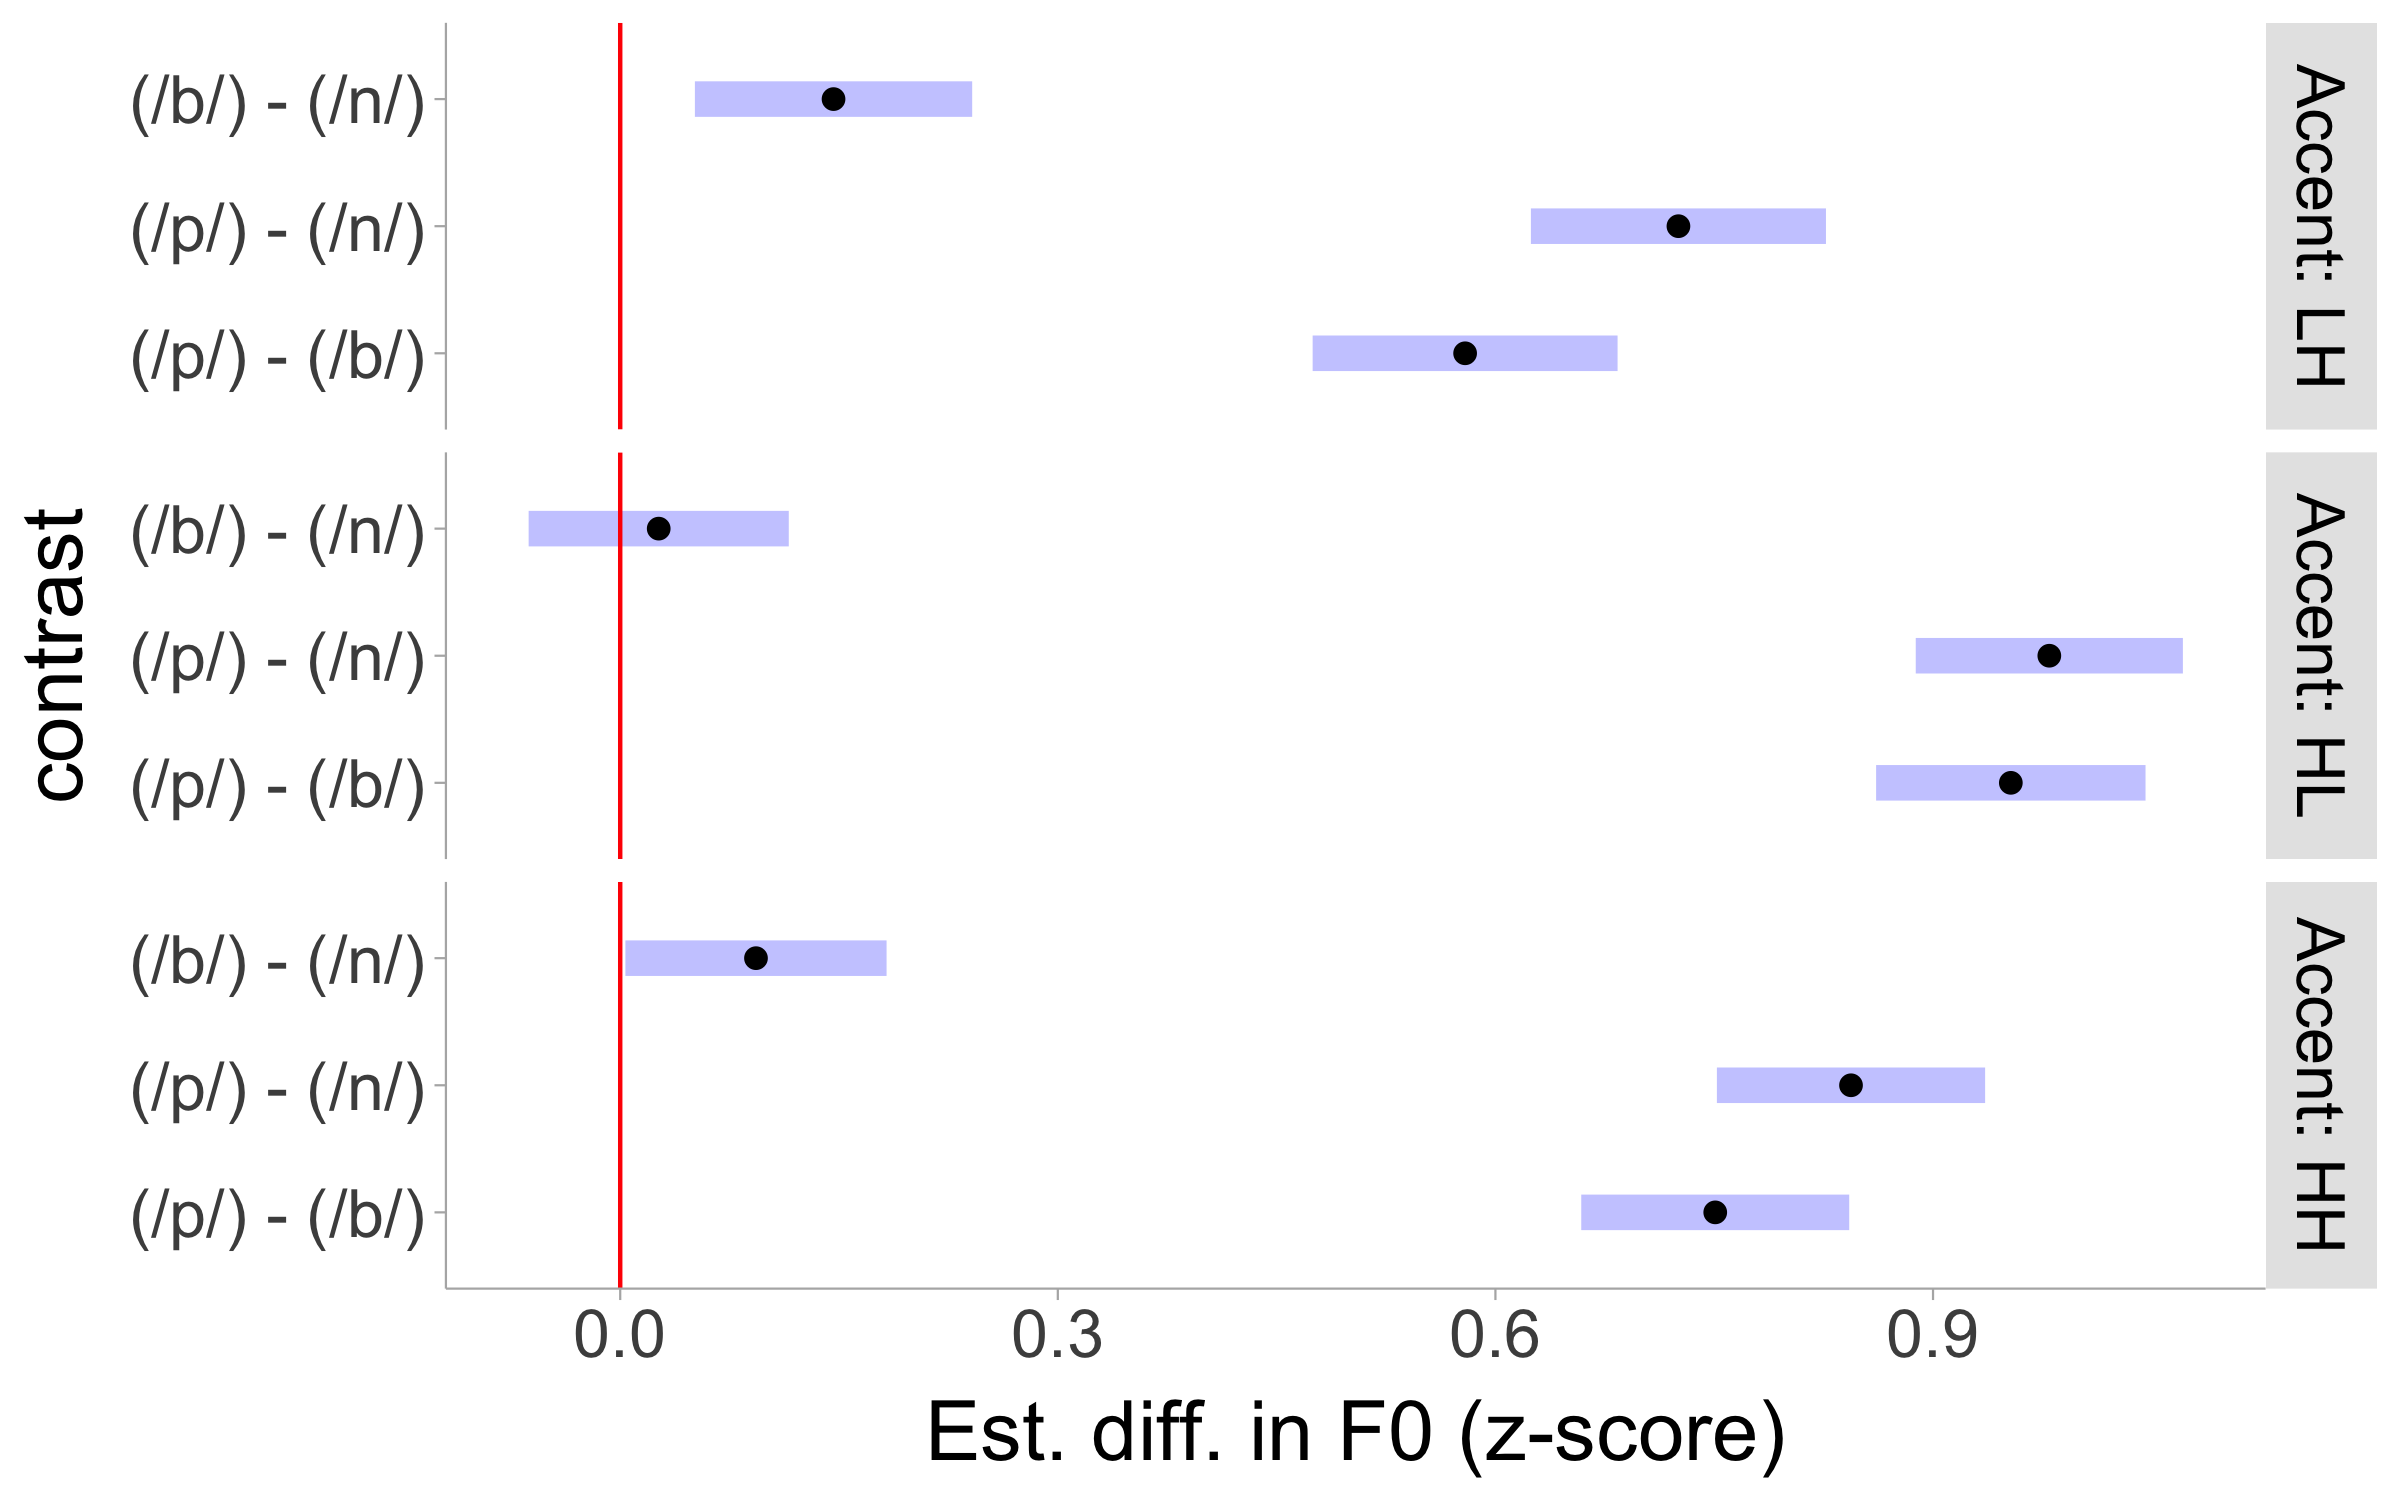 (/b/) - (/n/)
(/p/) - (/n/)
(/p/) - (/b/)
Accent: LH
contrast
(/b/) - (/n/)
(/p/) - (/n/)
(/p/) - (/b/)
Accent: HL
(/b/) - (/n/)
(/p/) - (/n/)
(/p/) - (/b/)
Accent: HH
0.0 0.3 0.6 0.9
Est. diff. in F0 (z-score)